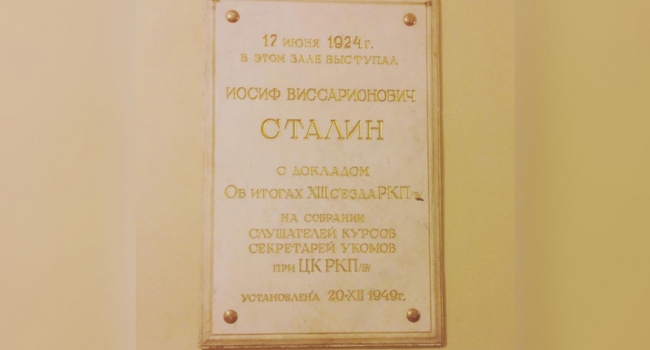 17 ИЮНЯ 1924 г.
В ЭТОМ ЗАЛЕ ВЫСТУПАЛ
ИОСИФ ВИССАРИОНОВИЧ
СТАЛИН
С ДОКЛАДОМ
ОБ ИТОГАХ XIII С'ЕЗДА РКП/Б/
НА СОБРАНИИ
СЛУШАТЕЛЕЙ КУРСОВ
СЕКРЕТАРЕЙ УКОМОВ
ПРИ ЦК РКП/Б/
УСТАНОВЛЕНА 20-XII 1949 г.